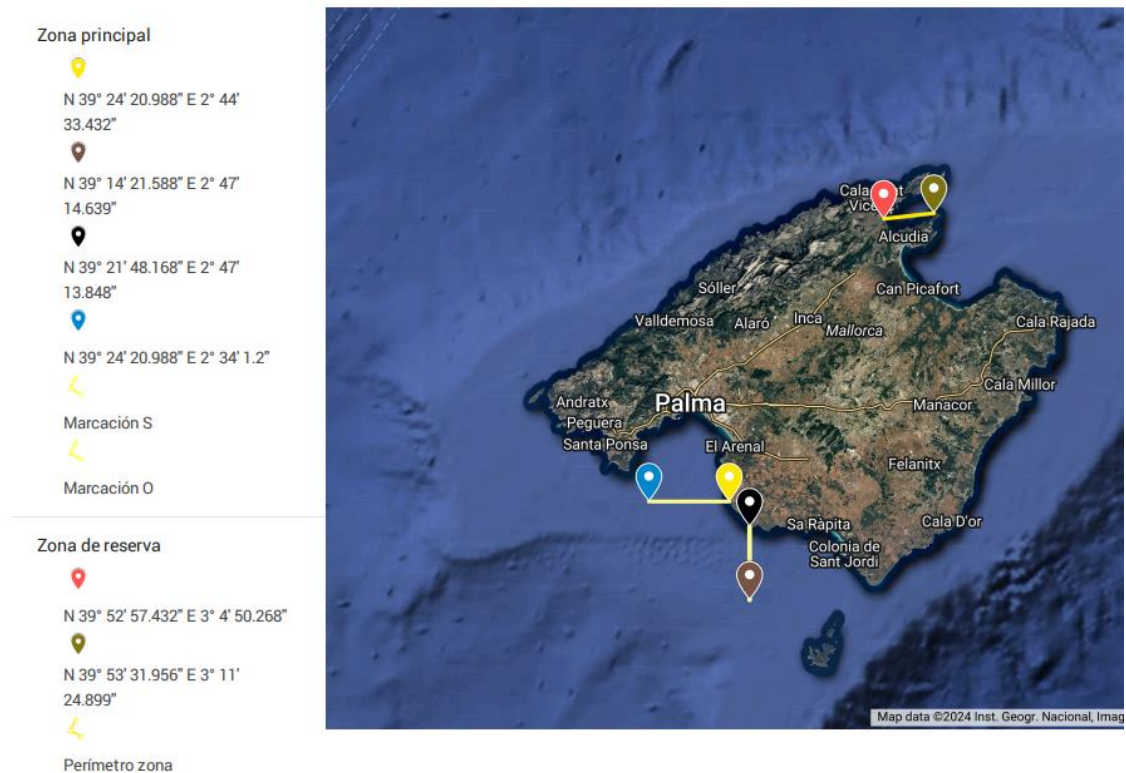 Zona principal
N 39° 24' 20.988" E 2° 44'
33.432"
N 39° 14' 21.588" E 2° 47'
14.639"
N 39° 21' 48.168" E 2° 47'
13.848"
N 39° 24' 20.988" E 2° 34' 1.2"
Marcación S
Marcación O
Zona de reserva
N 39° 52' 57.432" E 3° 4' 50.268"
N 39° 53' 31.956" E 3° 11'
24.899"
Perímetro zona
Cala
Alcudia
Can Picafort
Sóller
Valldemosa
Alaró
Inca
Mallorca
Cala Rajada
Cala Millor
Andratx
Palma
Manacor
Peguera
Santa Ponsa
El Arenal
Felanitx
Sa Ràpita
Cala D'or
Colonia de
Sant Jordi
Map data ©2024 Inst. Geogr. Nacional,